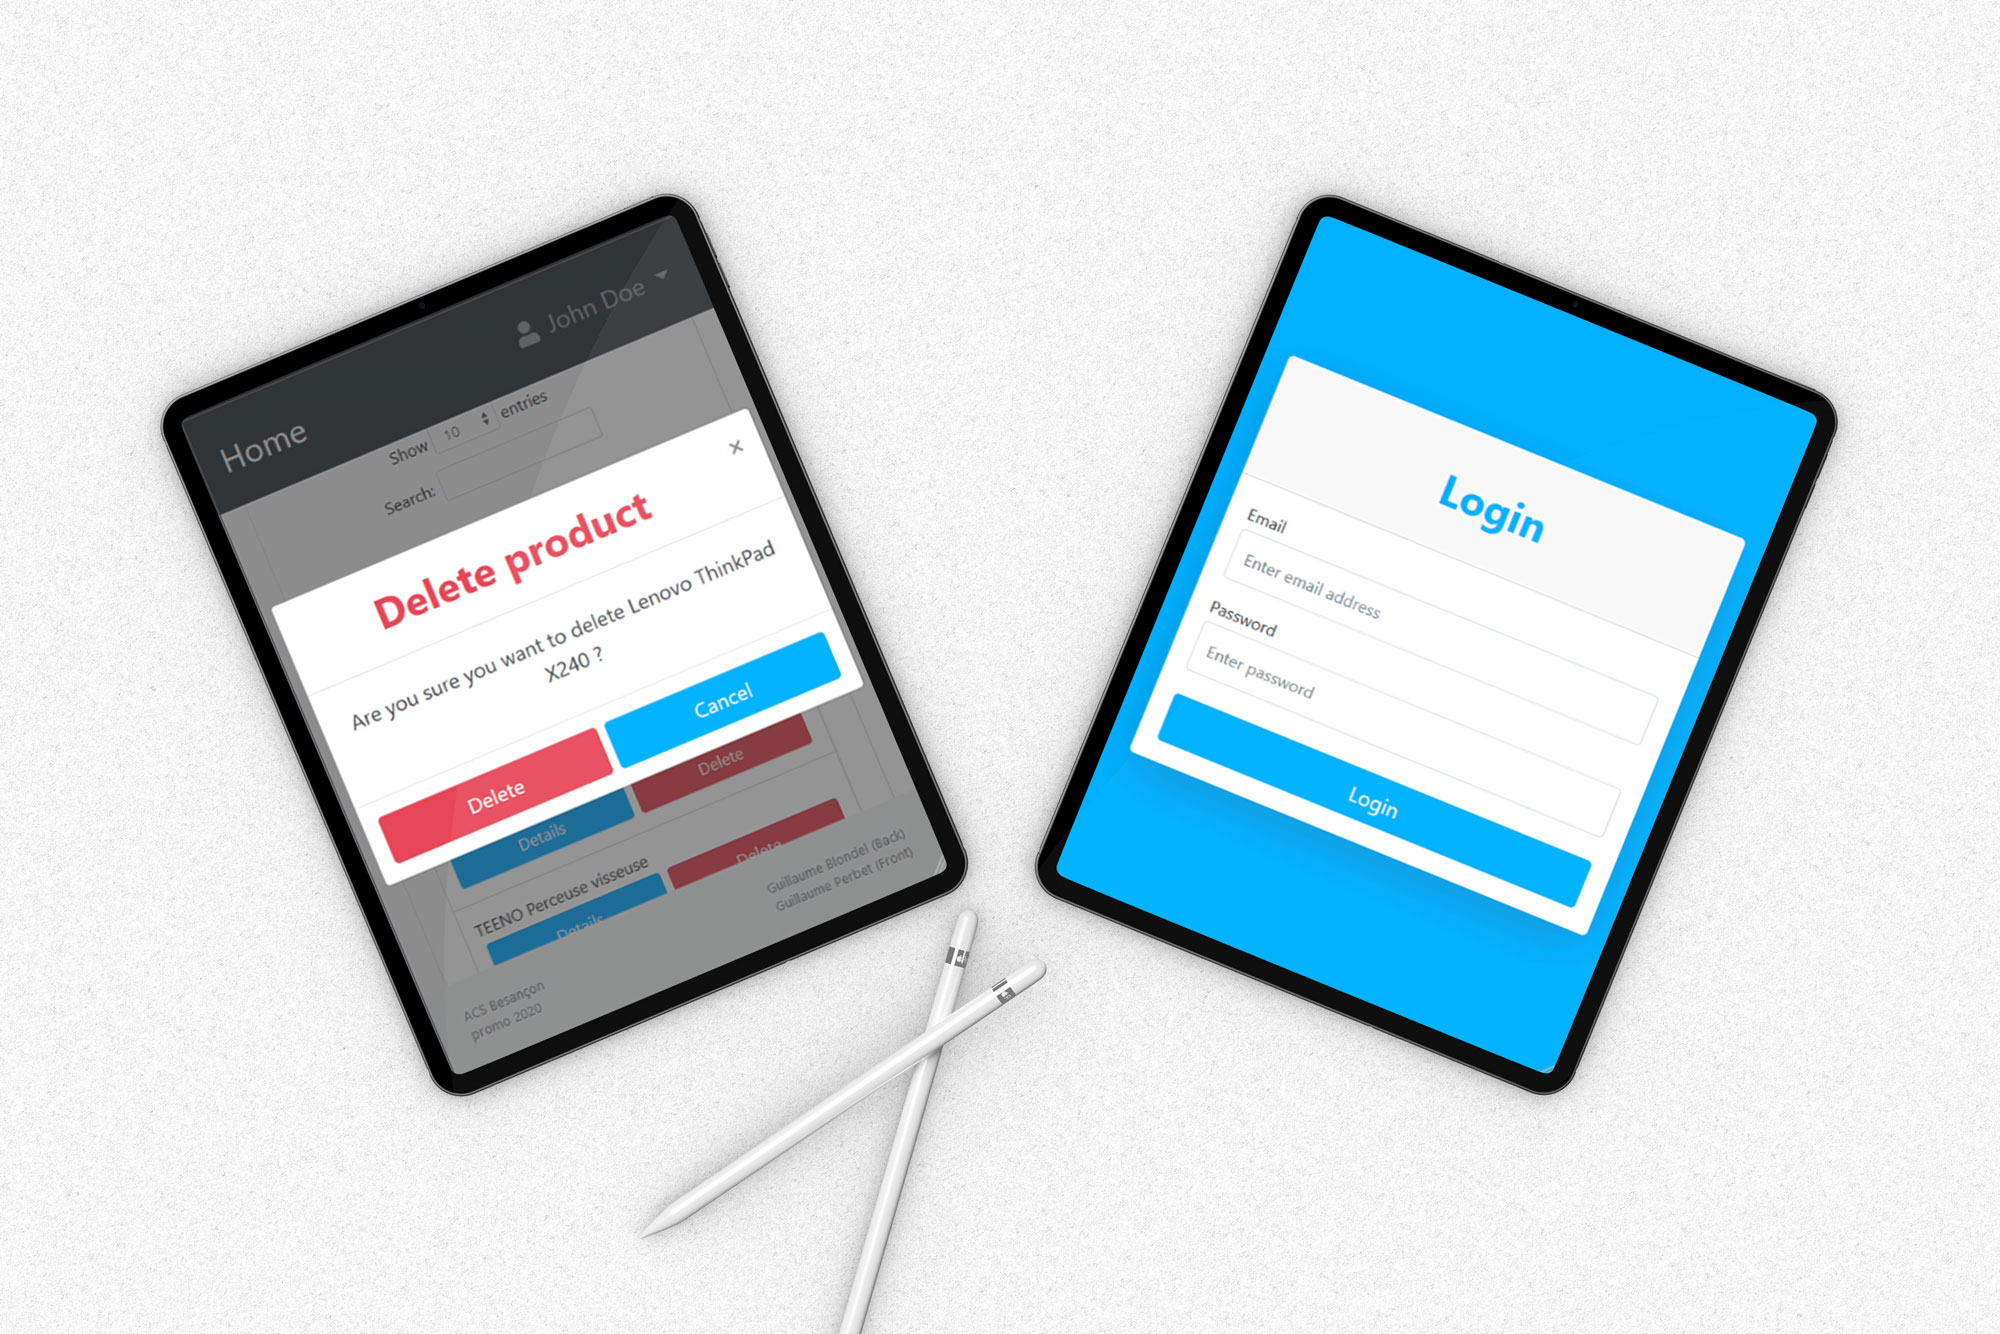 Home
John Doe
Show 10 entries
Search:
×
Delete product
Are you sure you want to delete Lenovo ThinkPad
X240 ?
Delete
Cancel
Details
Delete
TEENO Perceuse visseuse
Details
Delete
ACS Besançon
promo 2020
Guillaume Blondel (Back)
Guillaume Perbet (Front)
Login
Email
Enter email address
Password
Enter password
Login